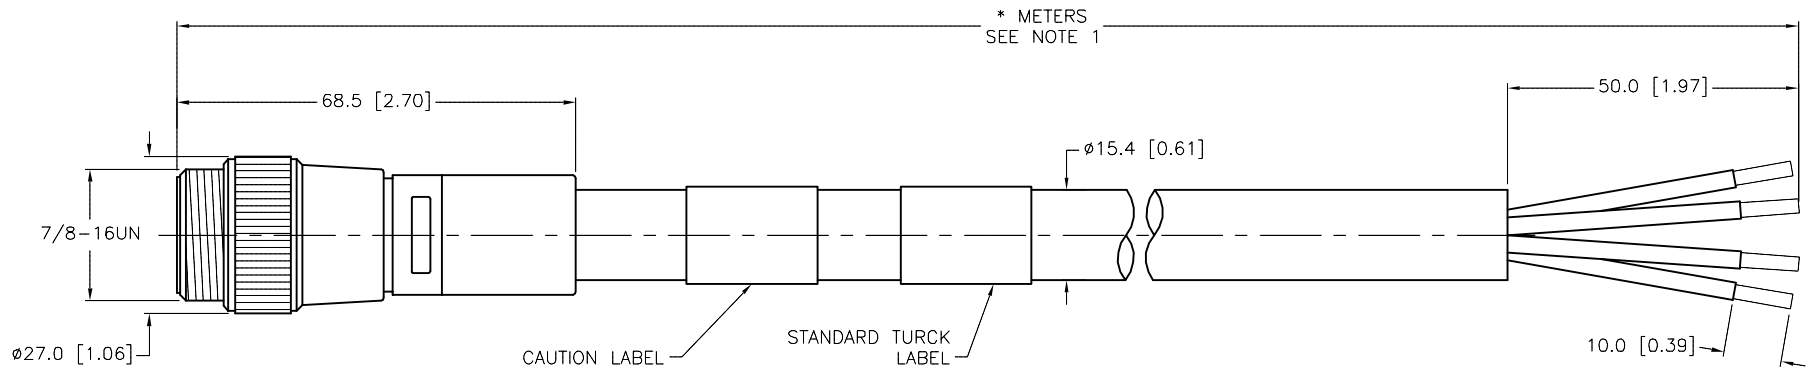 * METERS
SEE NOTE 1
68.5 [2.70]
50.0 [1.97]
ø15.4 [0.61]
7/8-16UN
ø27.0 [1.06]
CAUTION LABEL
STANDARD TURCK
LABEL
10.0 [0.39]